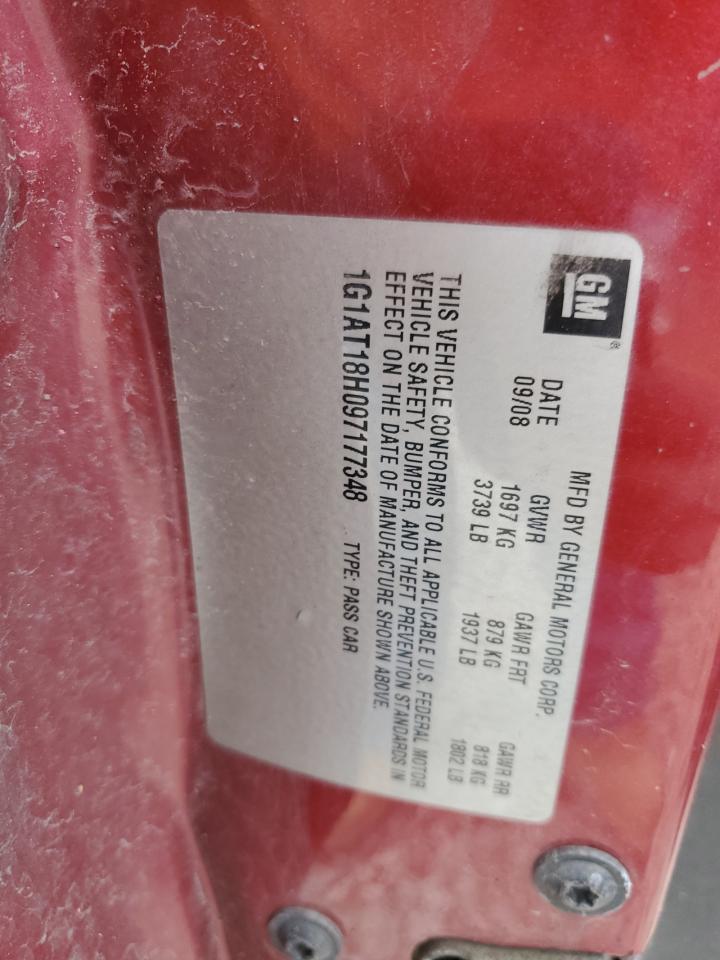 GM®
MFD BY GENERAL MOTORS CORP.
DATE GVWR GAWR FRT GAWR RR
09/08 1697 KG 879 KG 818 KG
3739 LB 1937 LB 1802 LB
THIS VEHICLE CONFORMS TO ALL APPLICABLE U.S. FEDERAL MOTOR
VEHICLE SAFETY, BUMPER, AND THEFT PREVENTION STANDARDS IN
EFFECT ON THE DATE OF MANUFACTURE SHOWN ABOVE.
1G1AT18H097177348 TYPE: PASS CAR